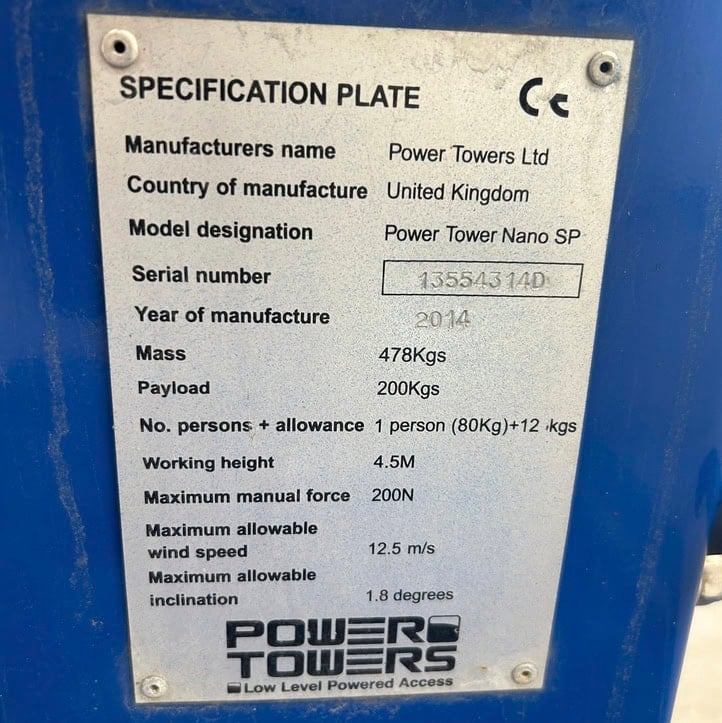 SPECIFICATION PLATE CE
Manufacturers name Power Towers Ltd
Country of manufacture United Kingdom
Model designation Power Tower Nano SP
Serial number 13554314D
Year of manufacture 2014
Mass 478Kgs
Payload 200Kgs
No. persons + allowance 1 person (80Kg)+12 kgs
Working height 4.5M
Maximum manual force 200N
Maximum allowable
wind speed 12.5 m/s
Maximum allowable
inclination 1.8 degrees
POWER
TOWERS
Low Level Powered Access